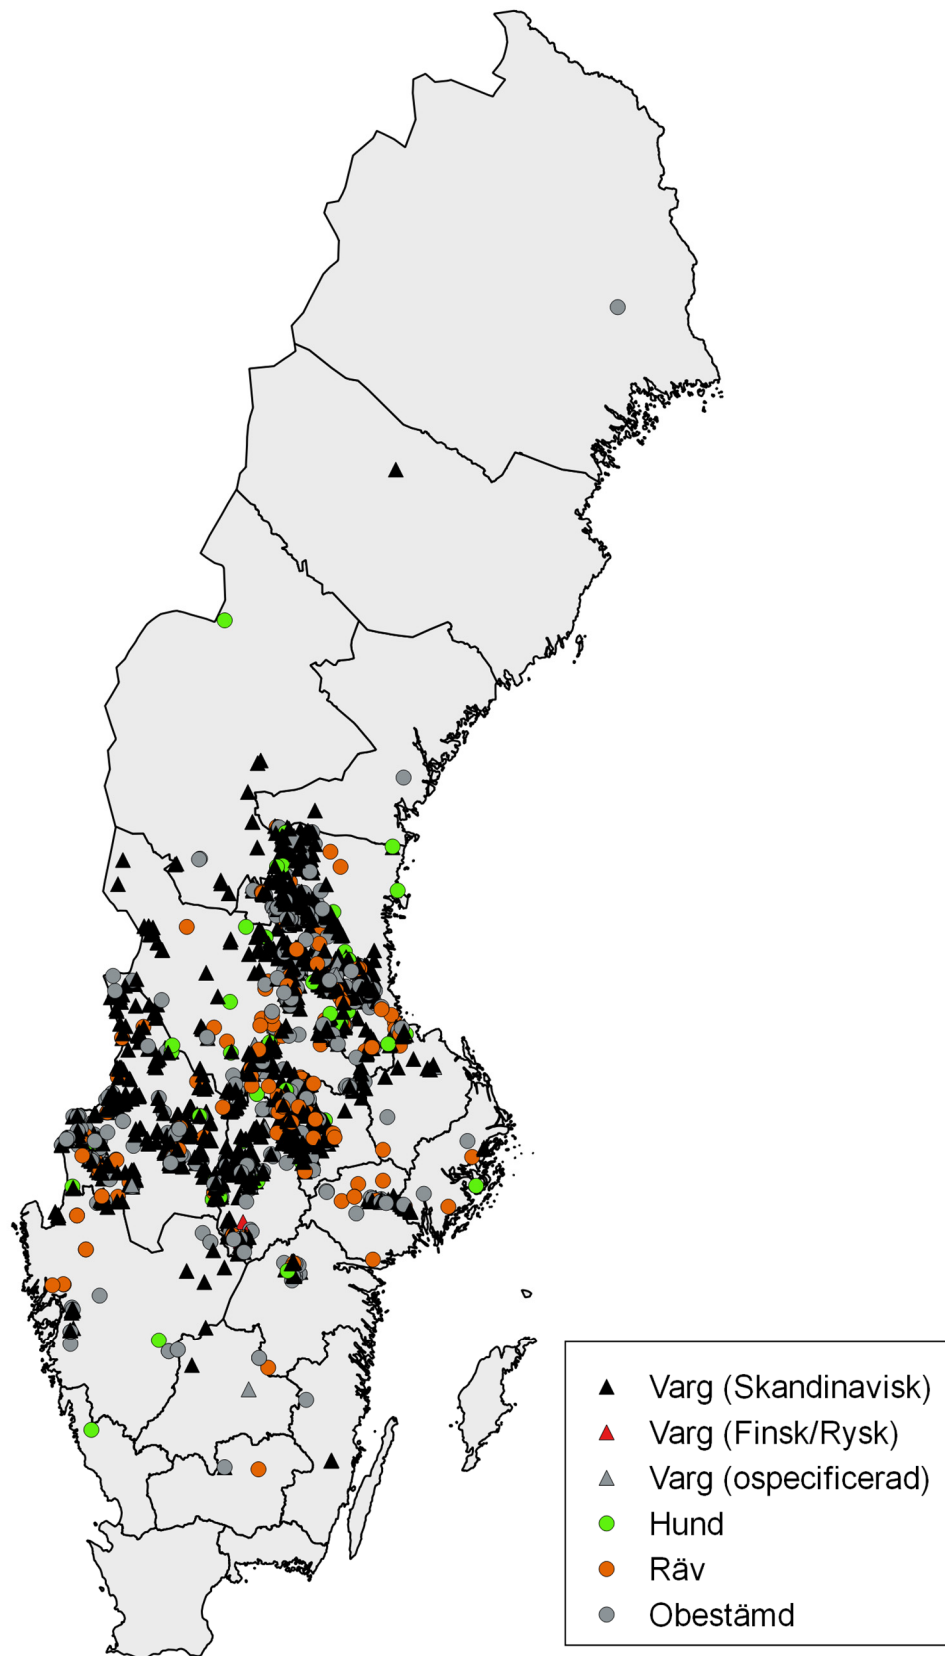 Varg (Skandinavisk)
Varg (Finsk/Rysk)
Varg (ospecificerad)
Hund
Räv
Obestämd